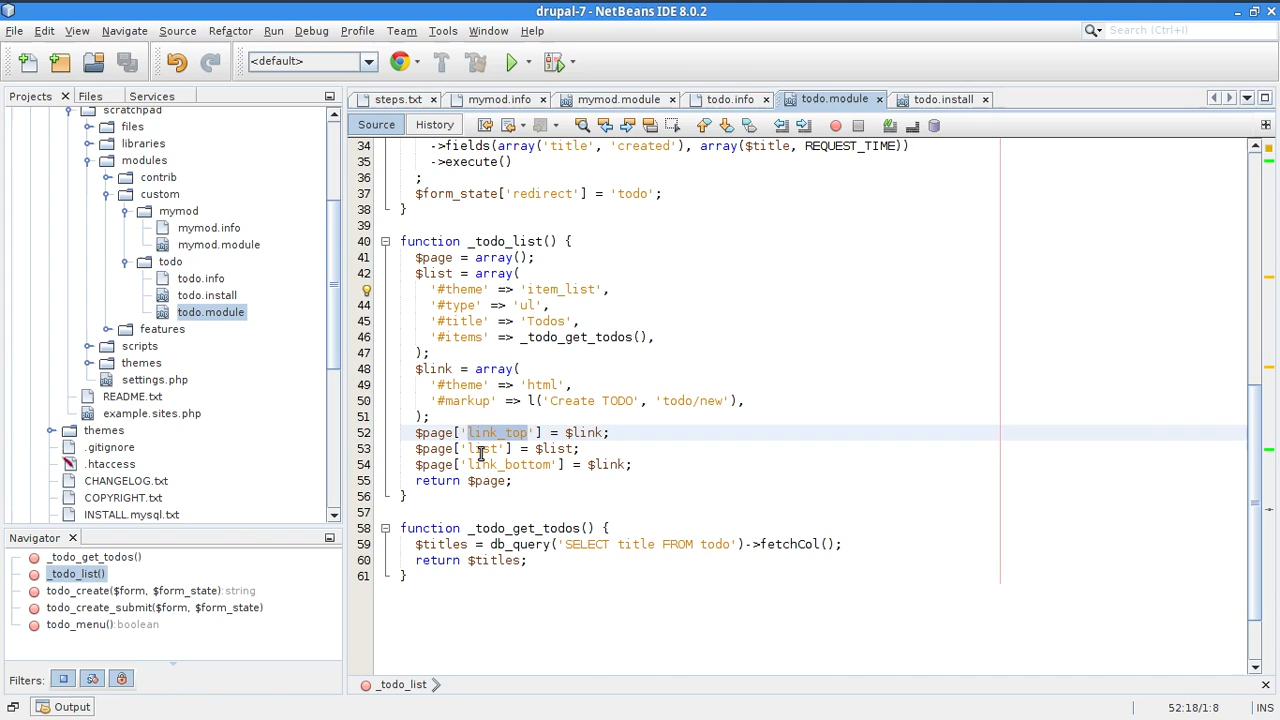 drupal-7 - NetBeans IDE 8.0.2
File Edit View Navigate Source Refactor Run Debug Profile Team Tools Window Help
Search (Ctrl+I)
<default>
Projects Files Services
steps.txt mymod.info mymod.module todo.info todo.module todo.install
Source History
scratchpad
files
libraries
modules
contrib
custom
mymod
mymod.info
mymod.module
todo
todo.info
todo.install
todo.module
features
scripts
themes
settings.php
README.txt
example.sites.php
themes
.gitignore
.htaccess
CHANGELOG.txt
COPYRIGHT.txt
INSTALL.mysql.txt
34 ->fields(array('title', 'created'), array($title, REQUEST_TIME))
35 ->execute()
36 ;
37 $form_state['redirect'] = 'todo';
38 }
39
40 function _todo_list() {
41 $page = array();
42 $list = array(
'#theme' => 'item_list',
44 '#type' => 'ul',
45 '#title' => 'Todos',
46 '#items' => _todo_get_todos(),
47 );
48 $link = array(
49 '#theme' => 'html',
50 '#markup' => l('Create TODO', 'todo/new'),
51 );
52 $page['link_top'] = $link;
53 $page['list'] = $list;
54 $page['link_bottom'] = $link;
55 return $page;
56 }
57
58 function _todo_get_todos() {
59 $titles = db_query('SELECT title FROM todo')->fetchCol();
60 return $titles;
61 }
Navigator
_todo_get_todos()
_todo_list()
todo_create($form, $form_state):string
todo_create_submit($form, $form_state)
todo_menu():boolean
Filters:
_todo_list
Output
52:18/1:8 INS